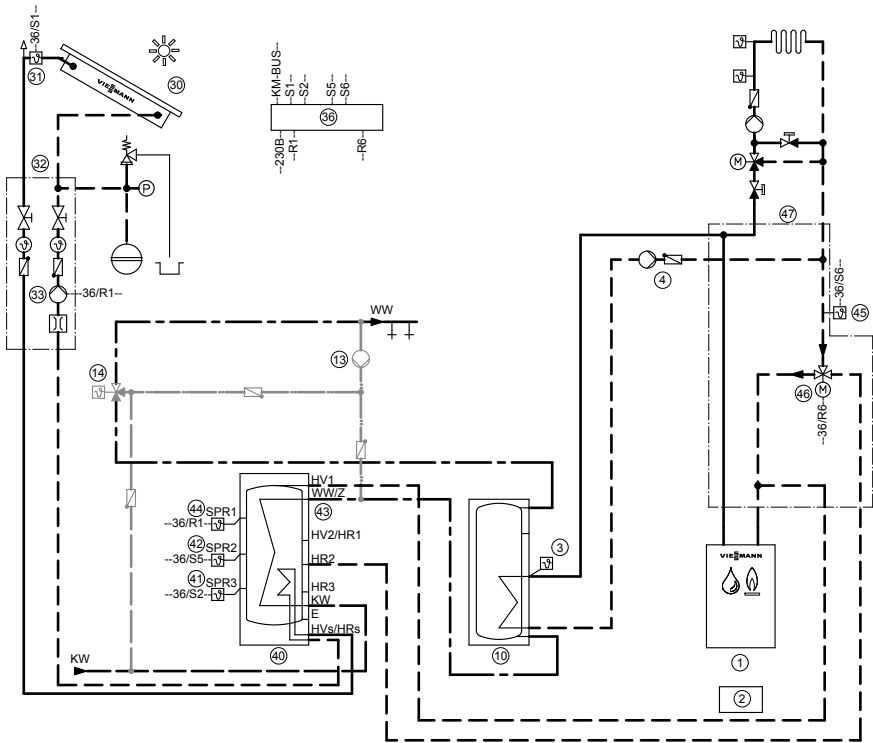 --36/S1--
31
VIESMANN
30
KM-BUS--
--S1--
--S2--
--S5--
--S6--
36
--230B--
--R1--
--R6--
32
P
M
47
33
--36/R1--
4
--36/S6--
45
WW
14
13
46
M
--36/R6--
HV1
WW/Z
44
SPR1
--36/R1--
43
HV2/HR1
42
SPR2
--36/S5--
HR2
3
41
SPR3
--36/S2--
HR3
KW
E
HVs/HRs
VIESMANN
KW
40
10
1
2